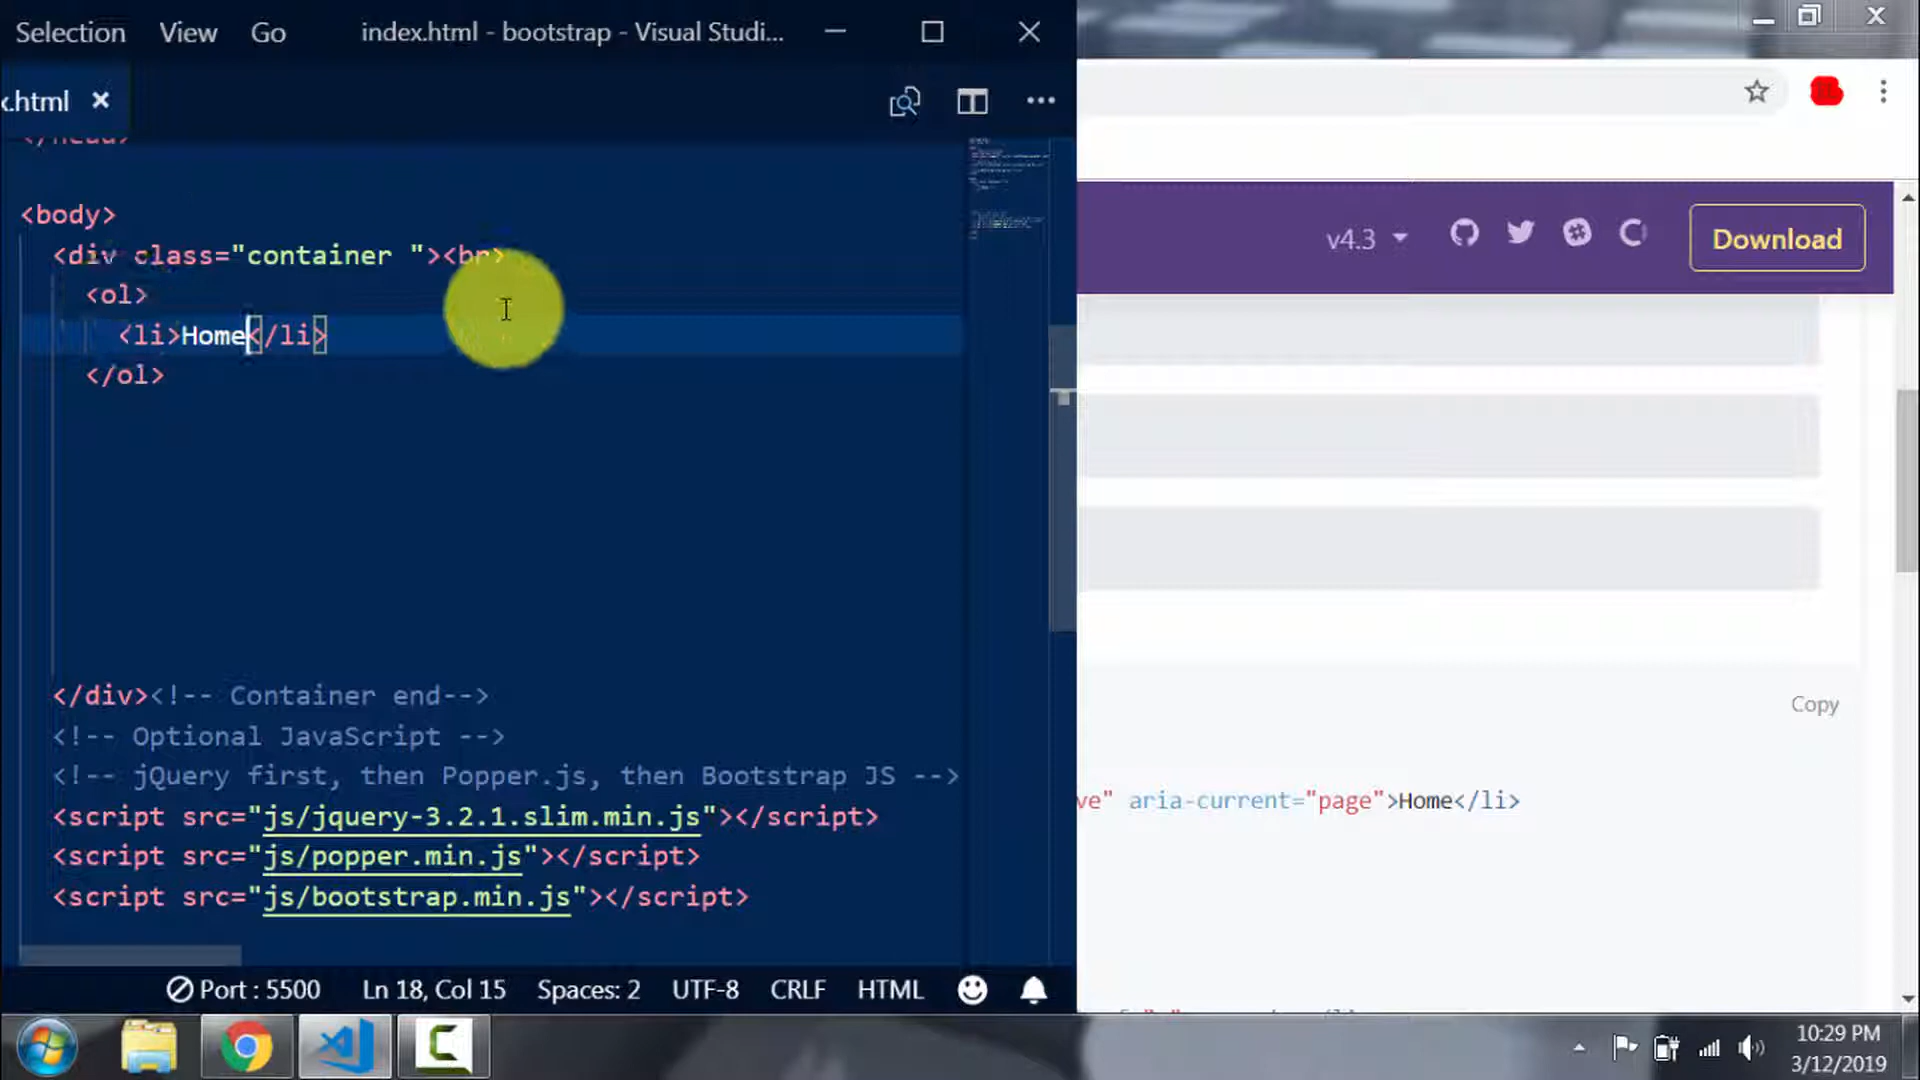 Selection View Go index.html - bootstrap - Visual Studi...
x.html
</head>
<body>
<div class="container "><br>
<ol>
<li>Home</li>
</ol>
</div><!-- Container end-->
<!-- Optional JavaScript -->
<!-- jQuery first, then Popper.js, then Bootstrap JS -->
<script src="js/jquery-3.2.1.slim.min.js"></script>
<script src="js/popper.min.js"></script>
<script src="js/bootstrap.min.js"></script>
Port : 5500 Ln 18, Col 15 Spaces: 2 UTF-8 CRLF HTML
v4.3 Download
Copy
ve" aria-current="page">Home</li>
10:29 PM
3/12/2019